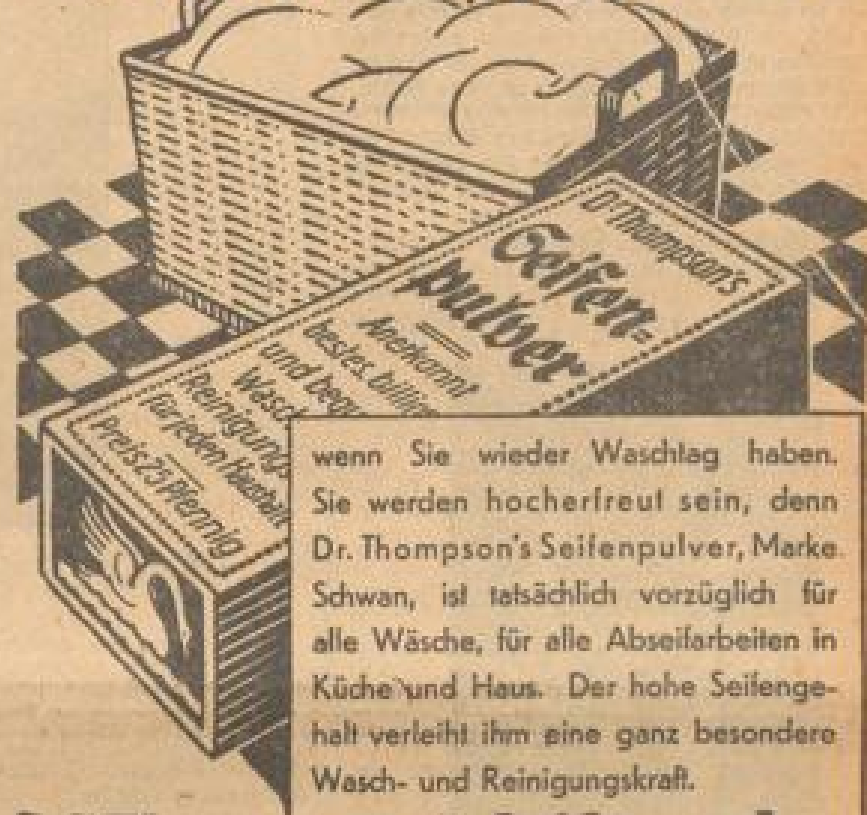 Dr Thompson's
Seifen=
pulver
Anerkannt
bestes, billig
und beq
Wasch
Reinigungs
für jeden Haushalt
Preis 25 Pfennig
wenn Sie wieder Waschtag haben.
Sie werden hocherfreut sein, denn
Dr. Thompson's Seifenpulver, Marke
Schwan, ist tatsächlich vorzüglich für
alle Wäsche, für alle Abseifarbeiten in
Küche und Haus. Der hohe Seifenge-
halt verleiht ihm eine ganz besondere
Wasch- und Reinigungskraft.